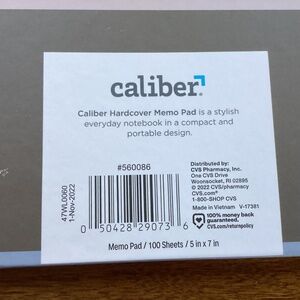 caliber
Caliber Hardcover Memo Pad is a stylish
everyday notebook in a compact and
portable design.
#560086
47WL0060
1-Nov-2022
0 50428 29073 6
Memo Pad / 100 Sheets / 5 in x 7 in
Distributed by:
CVS Pharmacy, Inc.
One CVS Drive
Woonsocket, RI 02895
© 2022 CVS/pharmacy
CVS.com®
1-800-SHOP CVS
Made in Vietnam V-17381
100% money back
guaranteed.
CVS.com/returnpolicy